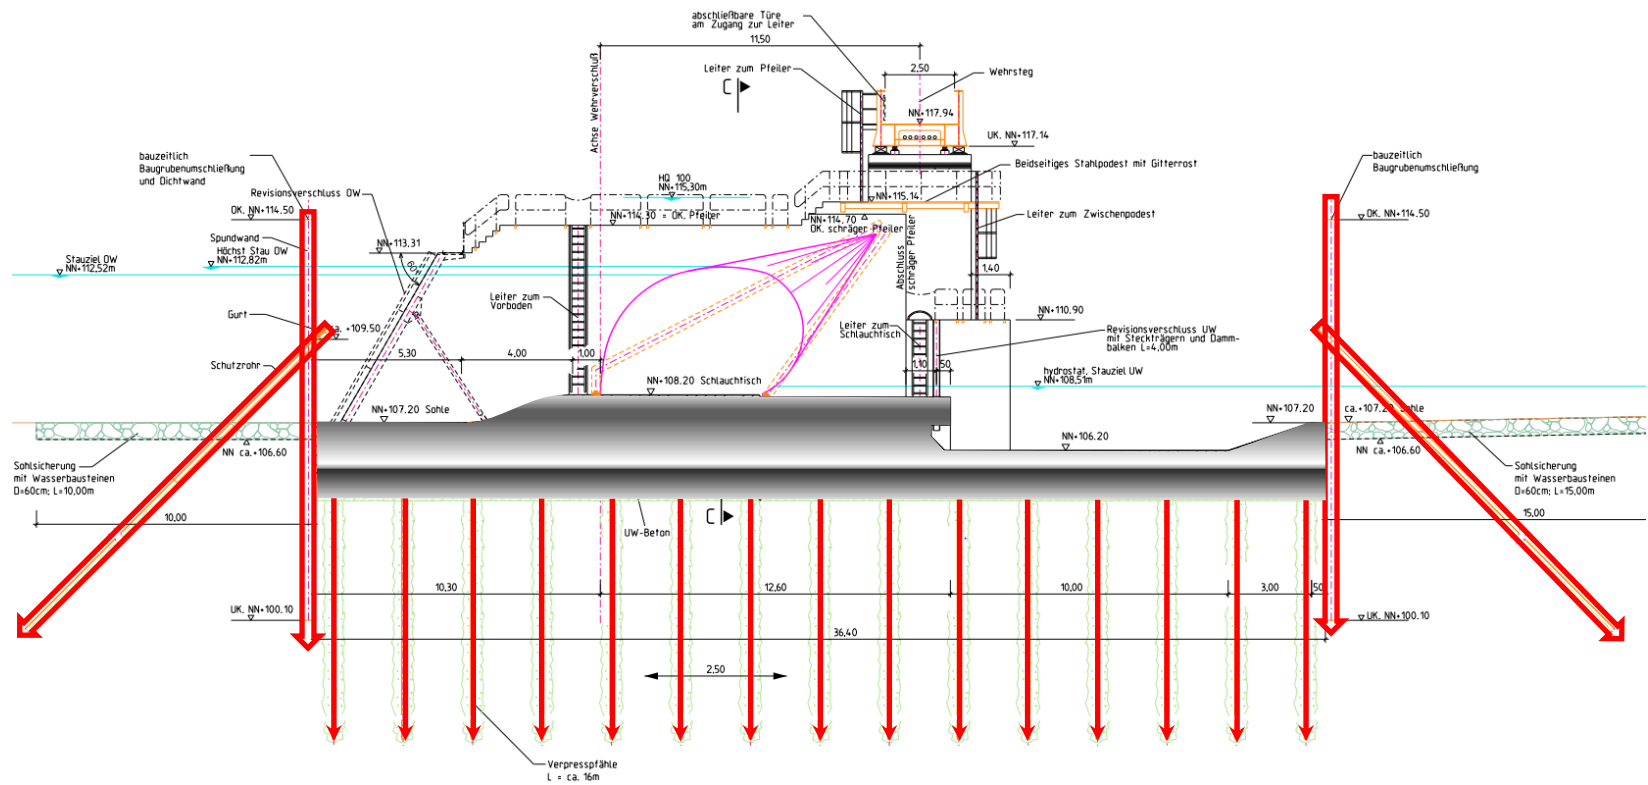 abschließbare Türe
am Zugang zur Leiter
11,50
Leiter zum Pfeiler
2,50
Wehrsteg
C
Achse Wehrverschluß
NN+117.94
UK. NN+117.14
bauzeitlich
Baugrubenumschließung
und Dichtwand
bauzeitlich
Baugrubenumschließung
Beidseitiges Stahlpodest mit Gitterrost
HQ 100
NN+115,30m
Revisionsverschluss OW
NN+115.14
OK. NN+114.50
NN+114.30 = OK. Pfeiler
NN+114.70
OK. schräger Pfeiler
Leiter zum Zwischenpodest
OK. NN+114.50
Spundwand
Höchst Stau OW
NN+112,82m
NN+113.31
60°
Stauziel OW
NN+112,52m
Abschluss
schräger Pfeiler
1,40
Leiter zum
Vorboden
Gurt
ca. +109.50
NN+110.90
Leiter zum
Schlauchtisch
Revisionsverschluss UW
mit Steckträgern und Damm-
balken L=4,00m
Schutzrohr
5,30
4,00
1,00
1,10
50
hydrostat. Stauziel UW
NN+108,51m
NN+108.20 Schlauchtisch
NN+107.20 Sohle
NN+107.20
ca.+107.20 Sohle
NN ca.+106.60
NN+106.20
NN ca.+106.60
Sohlsicherung
mit Wasserbausteinen
D=60cm; L=10,00m
Sohlsicherung
mit Wasserbausteinen
D=60cm; L=15,00m
10,00
C
UW-Beton
15,00
10,30
12,60
10,00
3,00
50
UK. NN+100.10
UK. NN+100.10
36,40
2,50
Verpresspfähle
L = ca. 16m